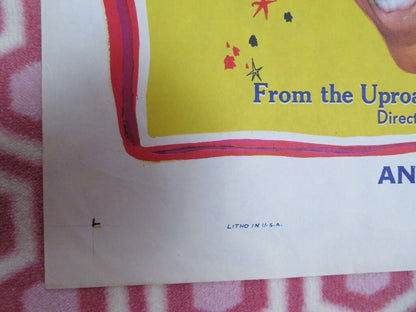 From the Uproa
Direct
AN
LITHO IN U.S.A.